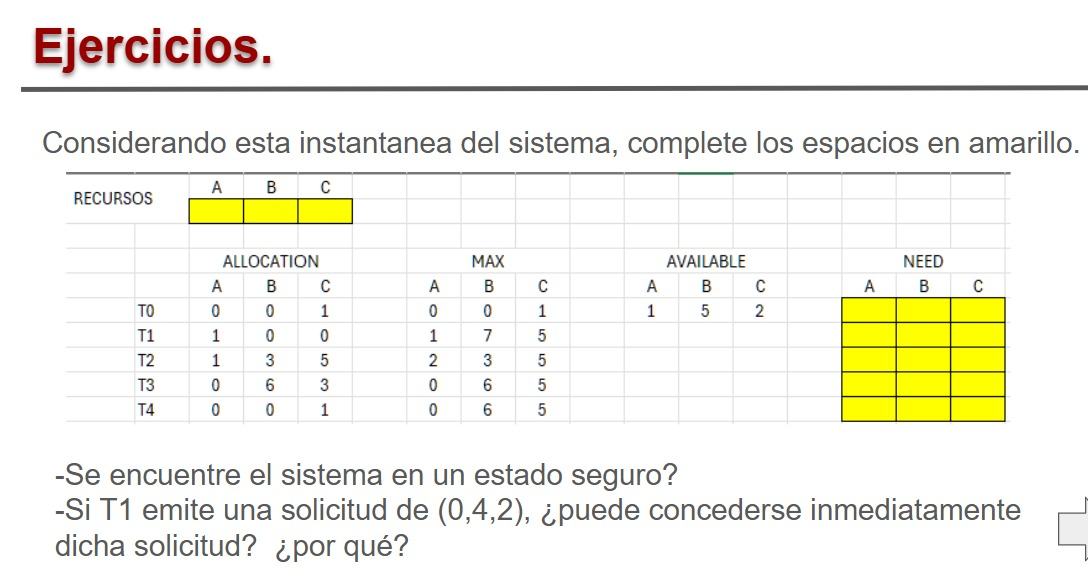 Ejercicios.
Considerando esta instantanea del sistema, complete los espacios en amarillo.
A B C
RECURSOS
ALLOCATION MAX AVAILABLE NEED
A B C A B C A B C A B C
T0 0 0 1 0 0 1 1 5 2
T1 1 0 0 1 7 5
T2 1 3 5 2 3 5
T3 0 6 3 0 6 5
T4 0 0 1 0 6 5
-Se encuentre el sistema en un estado seguro?
-Si T1 emite una solicitud de (0,4,2), ¿puede concederse inmediatamente
dicha solicitud? ¿por qué?